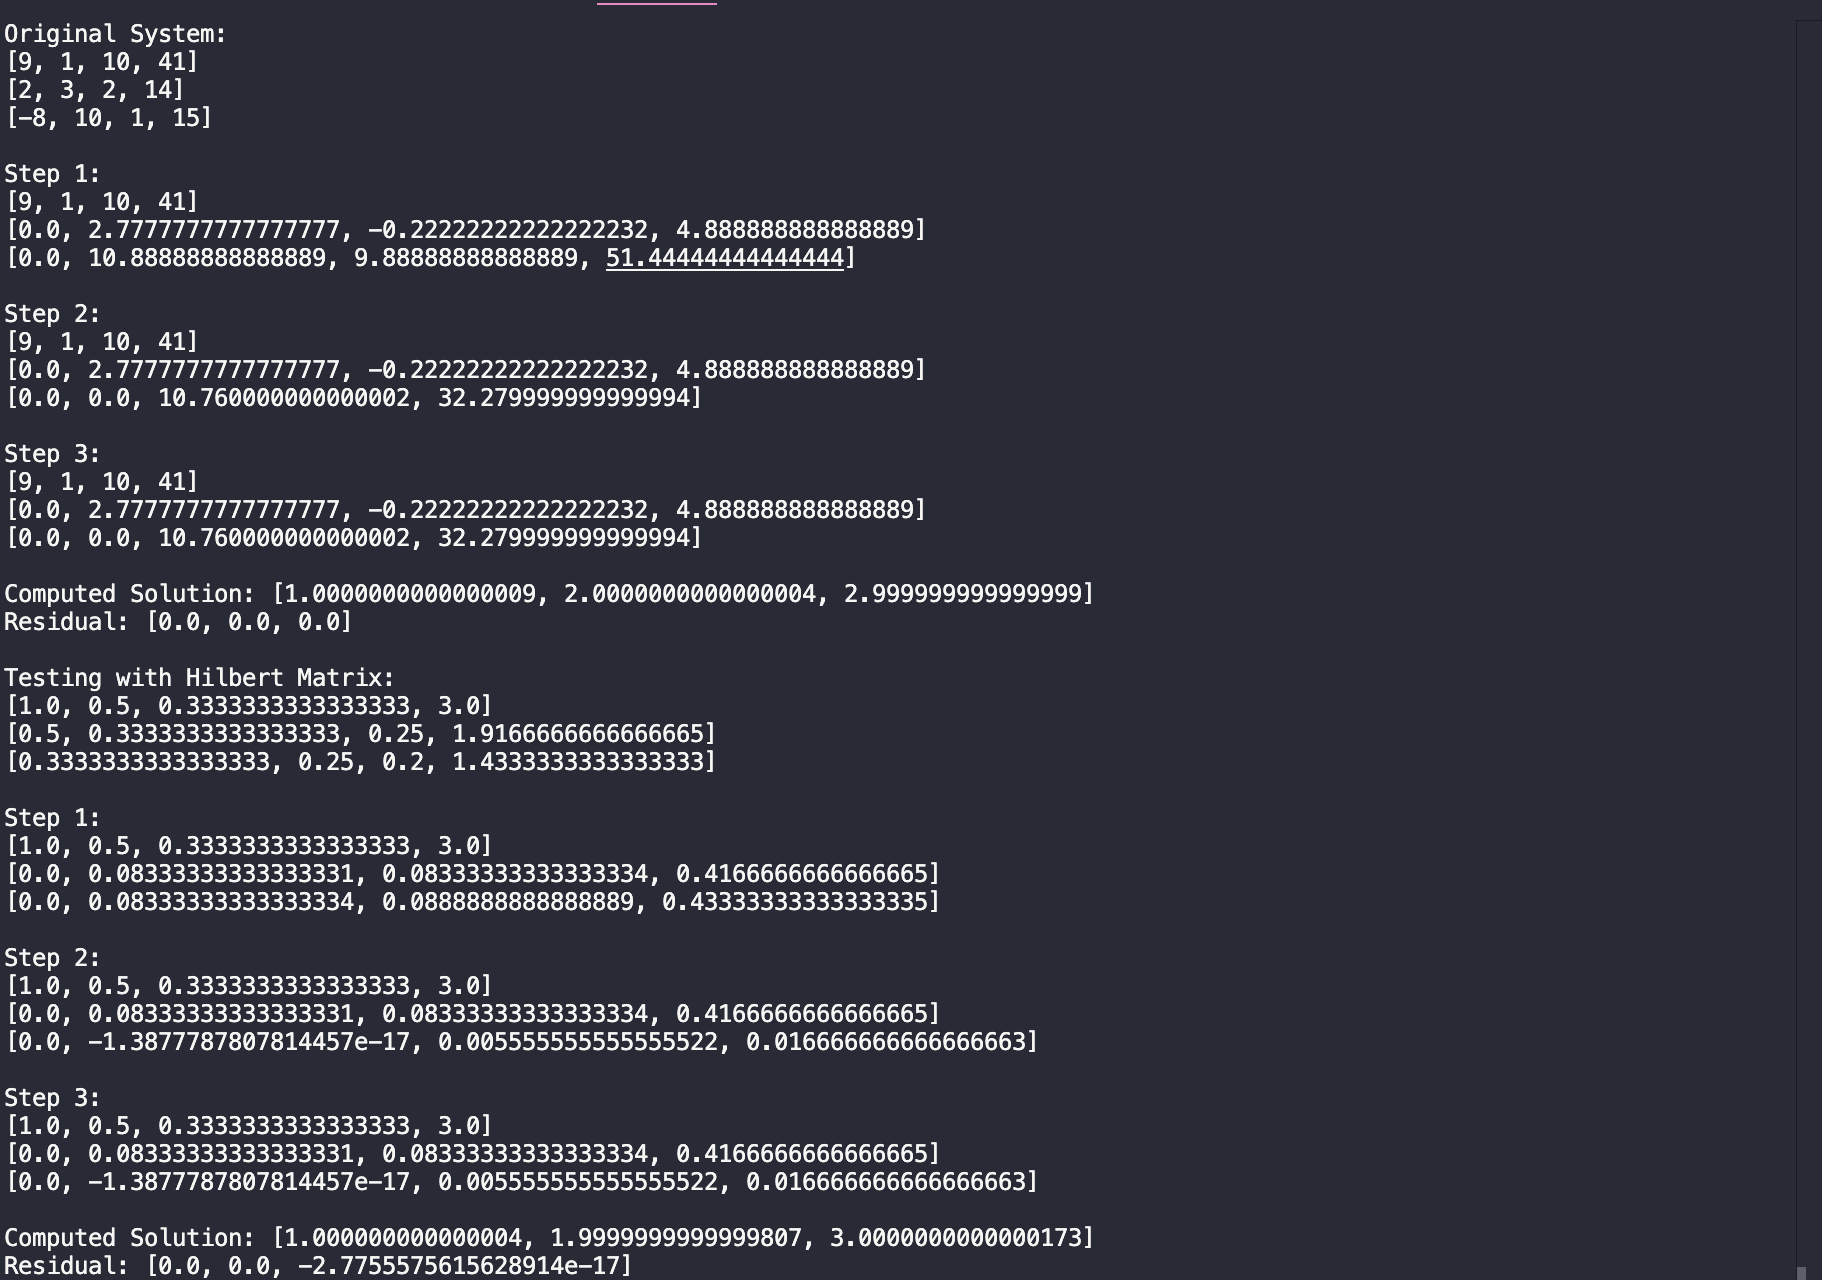 Original System:
[9, 1, 10, 41]
[2, 3, 2, 14]
[-8, 10, 1, 15]
Step 1:
[9, 1, 10, 41]
[0.0, 2.7777777777777777, -0.22222222222222232, 4.888888888888889]
[0.0, 10.88888888888889, 9.88888888888889, 51.44444444444444]
Step 2:
[9, 1, 10, 41]
[0.0, 2.7777777777777777, -0.22222222222222232, 4.888888888888889]
[0.0, 0.0, 10.760000000000002, 32.279999999999994]
Step 3:
[9, 1, 10, 41]
[0.0, 2.7777777777777777, -0.22222222222222232, 4.888888888888889]
[0.0, 0.0, 10.760000000000002, 32.279999999999994]
Computed Solution: [1.0000000000000009, 2.0000000000000004, 2.999999999999999]
Residual: [0.0, 0.0, 0.0]
Testing with Hilbert Matrix:
[1.0, 0.5, 0.3333333333333333, 3.0]
[0.5, 0.3333333333333333, 0.25, 1.9166666666666665]
[0.3333333333333333, 0.25, 0.2, 1.4333333333333333]
Step 1:
[1.0, 0.5, 0.3333333333333333, 3.0]
[0.0, 0.08333333333333331, 0.08333333333333334, 0.41666666666666665]
[0.0, 0.08333333333333334, 0.0888888888888889, 0.43333333333333335]
Step 2:
[1.0, 0.5, 0.3333333333333333, 3.0]
[0.0, 0.08333333333333331, 0.08333333333333334, 0.41666666666666665]
[0.0, -1.3877787807814457e-17, 0.005555555555555522, 0.016666666666666663]
Step 3:
[1.0, 0.5, 0.3333333333333333, 3.0]
[0.0, 0.08333333333333331, 0.08333333333333334, 0.41666666666666665]
[0.0, -1.3877787807814457e-17, 0.005555555555555522, 0.016666666666666663]
Computed Solution: [1.000000000000004, 1.9999999999999807, 3.0000000000000173]
Residual: [0.0, 0.0, -2.7755575615628914e-17]